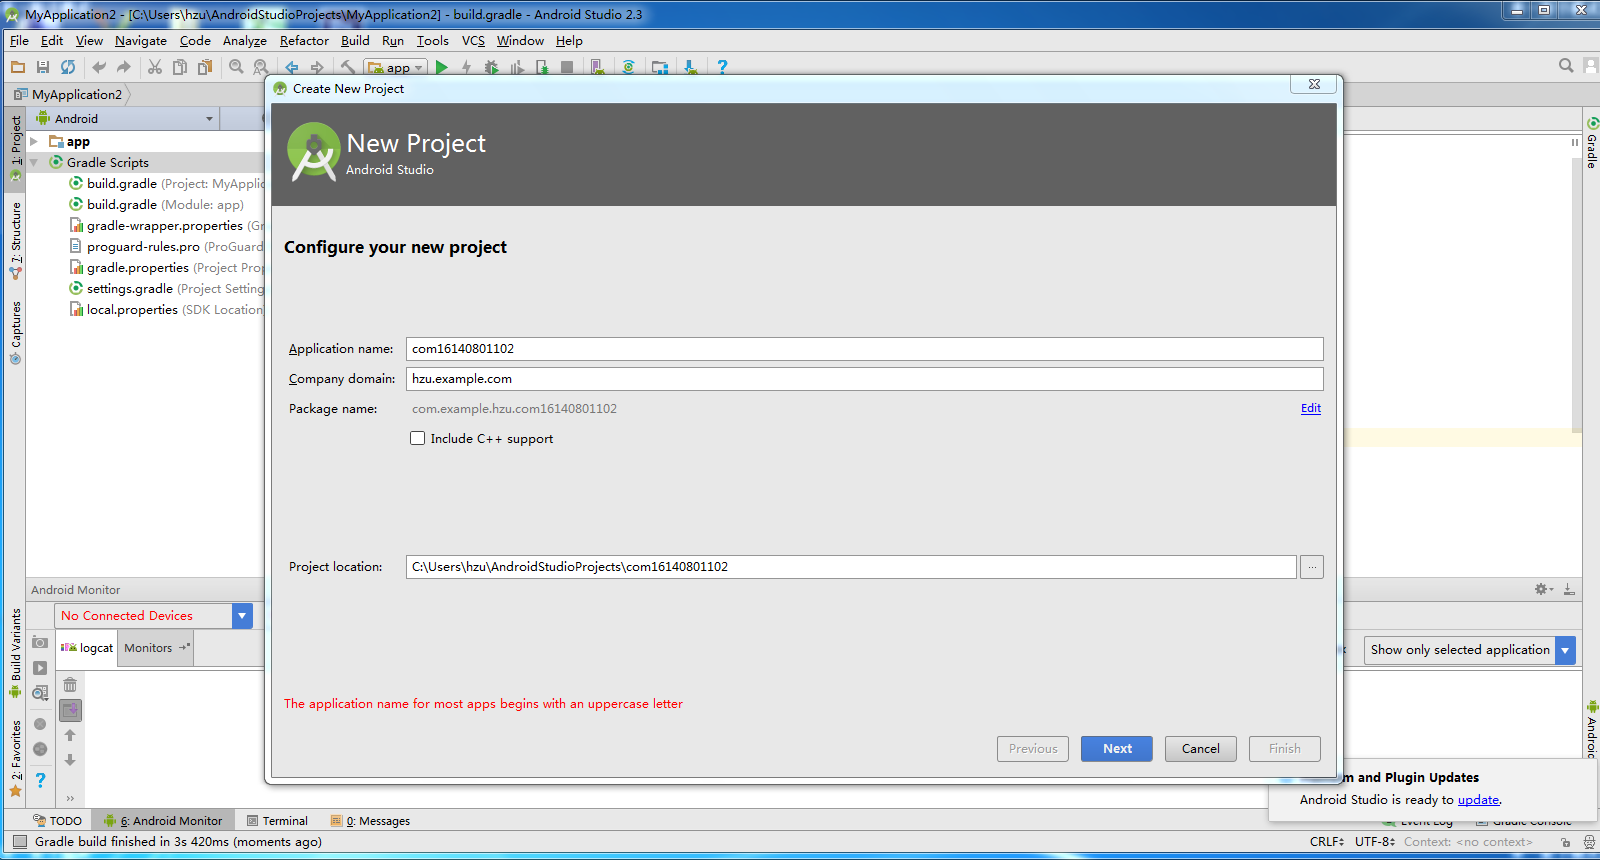 MyApplication2 - [C:\Users\hzu\AndroidStudioProjects\MyApplication2] - build.gradle - Android Studio 2.3
File Edit View Navigate Code Analyze Refactor Build Run Tools VCS Window Help
app
MyApplication2
Create New Project
New Project
Android Studio
1: Project
7: Structure
Captures
Build Variants
2: Favorites
Android
app
Gradle Scripts
build.gradle (Project: MyApplic
build.gradle (Module: app)
gradle-wrapper.properties (Gr
proguard-rules.pro (ProGuard
gradle.properties (Project Prop
settings.gradle (Project Setting
local.properties (SDK Location)
Configure your new project
Application name: com16140801102
Company domain: hzu.example.com
Package name: com.example.hzu.com16140801102 Edit
Include C++ support
Project location: C:\Users\hzu\AndroidStudioProjects\com16140801102 ...
The application name for most apps begins with an uppercase letter
Previous Next Cancel Finish
Gradle
Android Monitor
No Connected Devices
logcat Monitors
Show only selected application
Androic
m and Plugin Updates
Android Studio is ready to update.
TODO 6: Android Monitor Terminal 0: Messages Event Log Gradle Console
Gradle build finished in 3s 420ms (moments ago) CRLF UTF-8 Context: <no context>